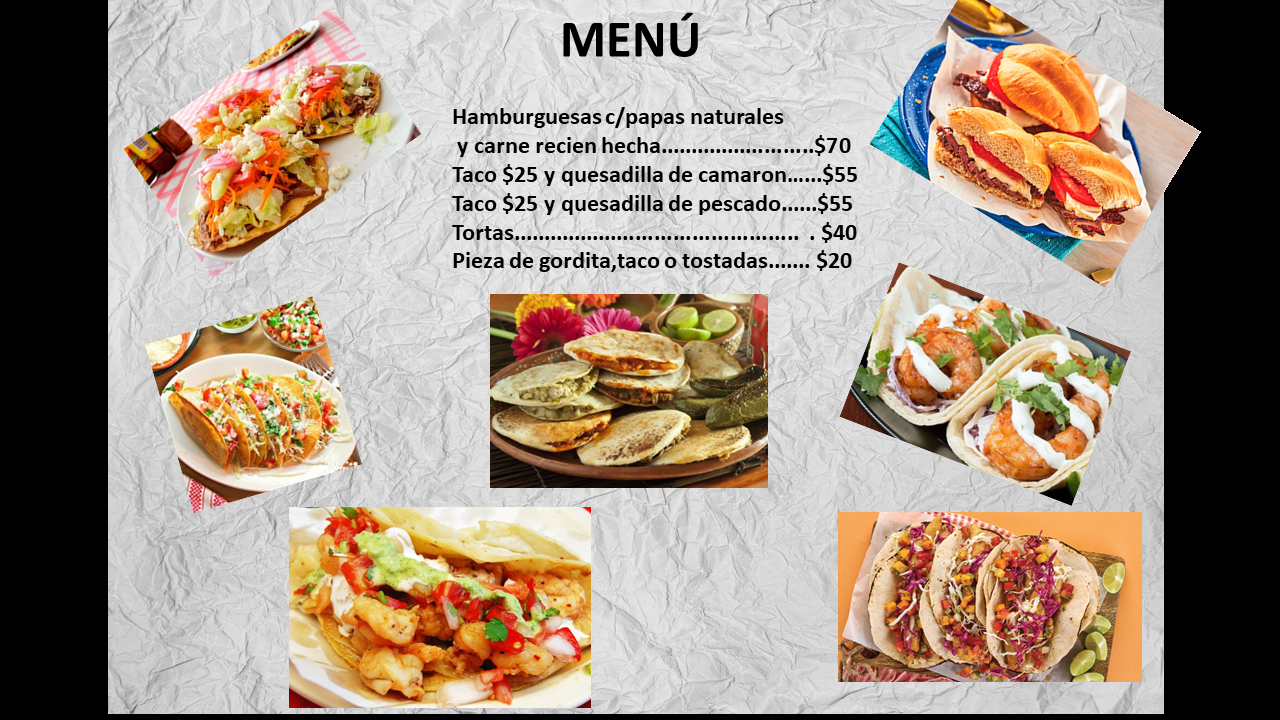 MENÚ
Hamburguesas c/papas naturales
y carne recien hecha..........................$70
Taco $25 y quesadilla de camaron......$55
Taco $25 y quesadilla de pescado......$55
Tortas............................................... . $40
Pieza de gordita,taco o tostadas....... $20